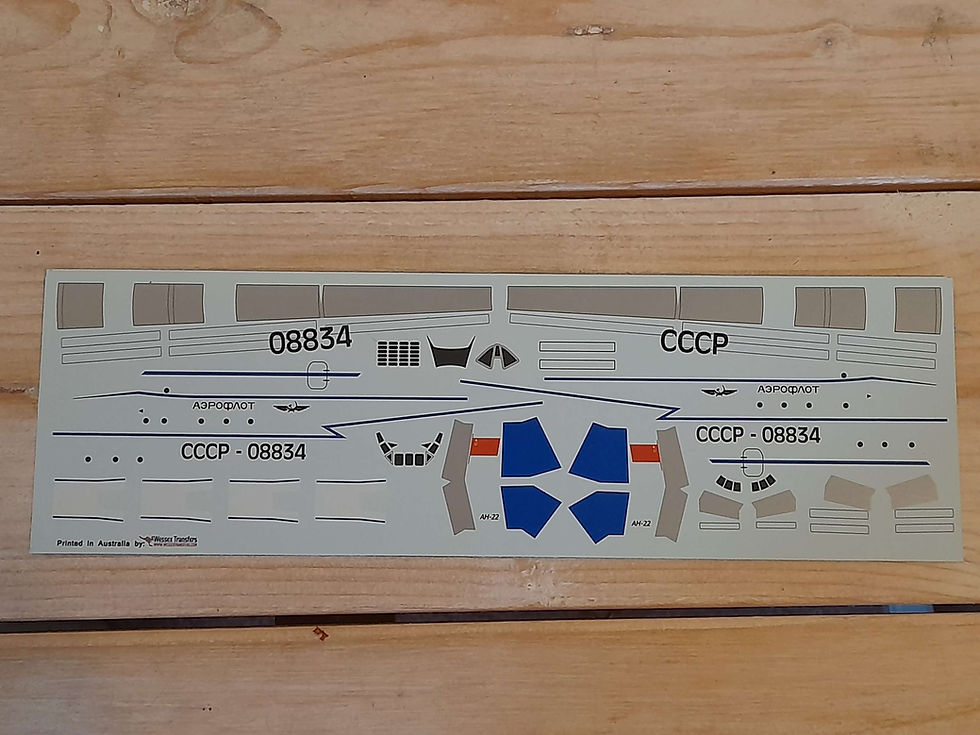 08834
СССР
АЭРОФЛОТ
АЭРОФЛОТ
СССР - 08834
СССР - 08834
АН-22
АН-22
Printed in Australia by: Wessex Transfers